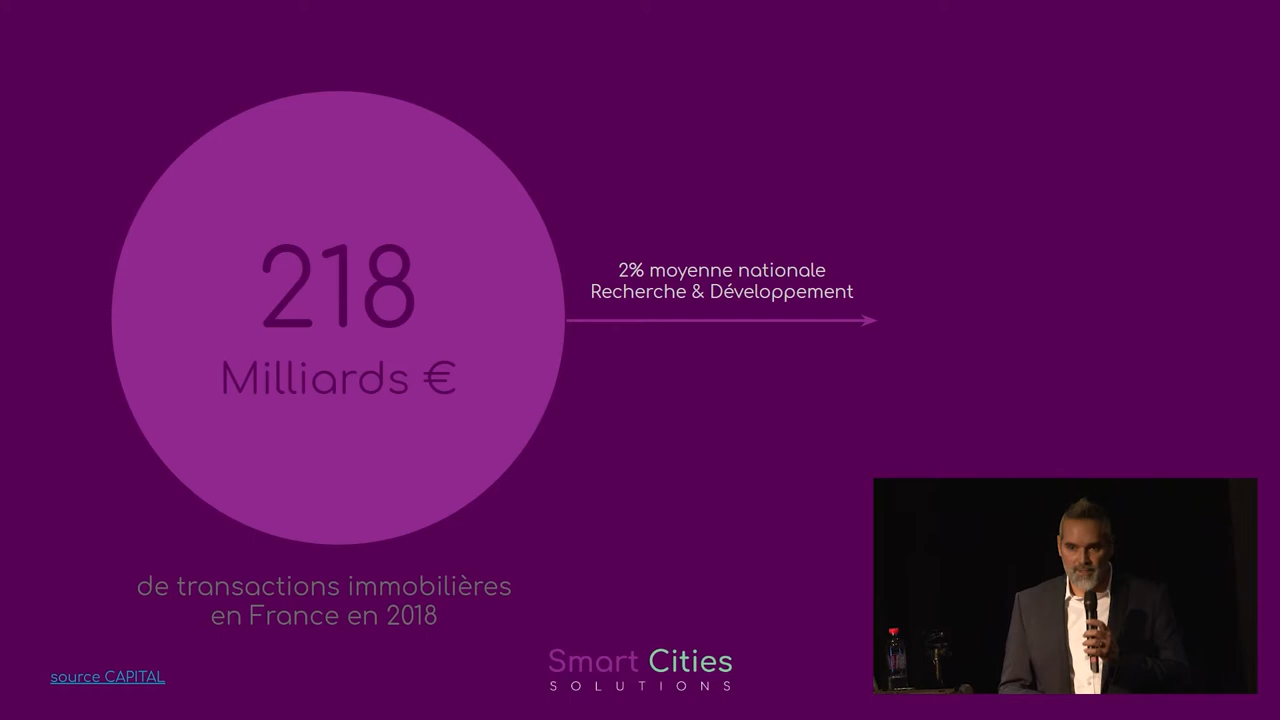 218
Milliards €
2% moyenne nationale
Recherche & Développement
de transactions immobilières
en France en 2018
source CAPITAL
Smart Cities
SOLUTIONS